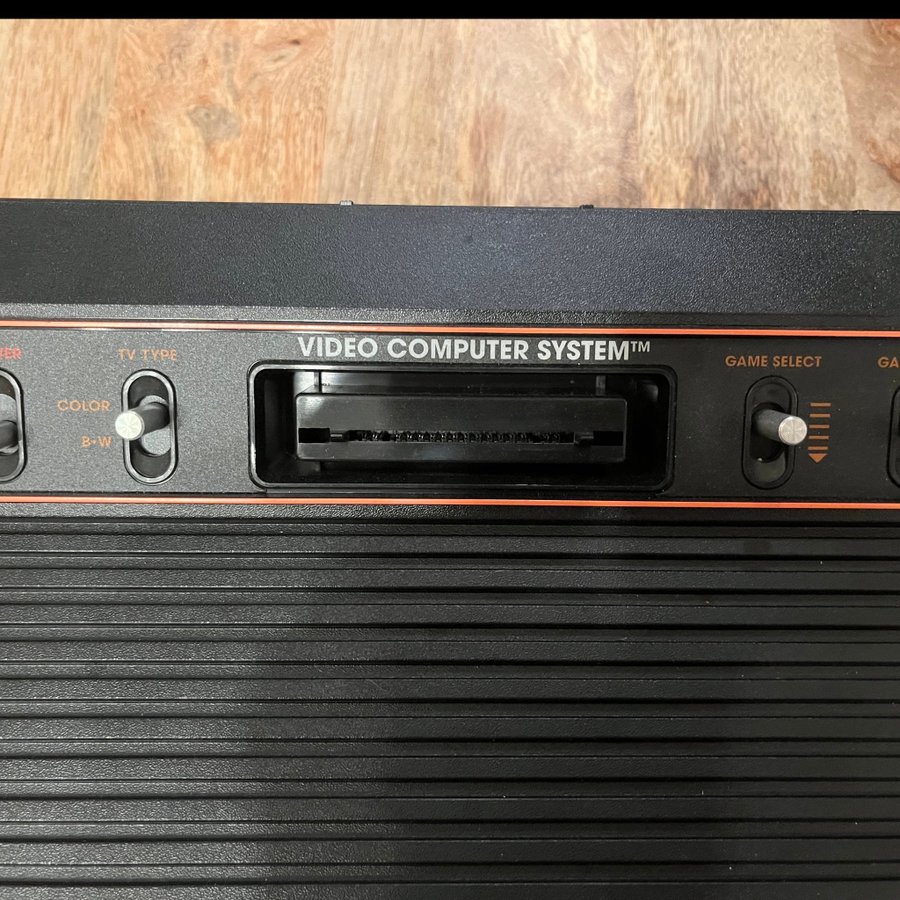 VIDEO COMPUTER SYSTEM™
TV TYPE
COLOR
B•W
GAME SELECT